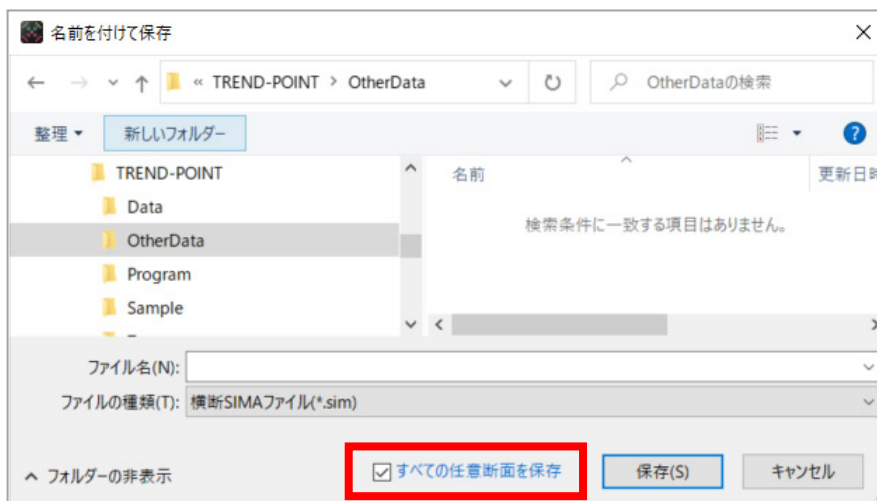 名前を付けて保存
« TREND-POINT > OtherData
OtherDataの検索
整理
新しいフォルダー
TREND-POINT
Data
OtherData
Program
Sample
名前
更新日時
検索条件に一致する項目はありません。
ファイル名(N):
ファイルの種類(T): 横断SIMAファイル(*.sim)
フォルダーの非表示
すべての任意断面を保存
保存(S)
キャンセル